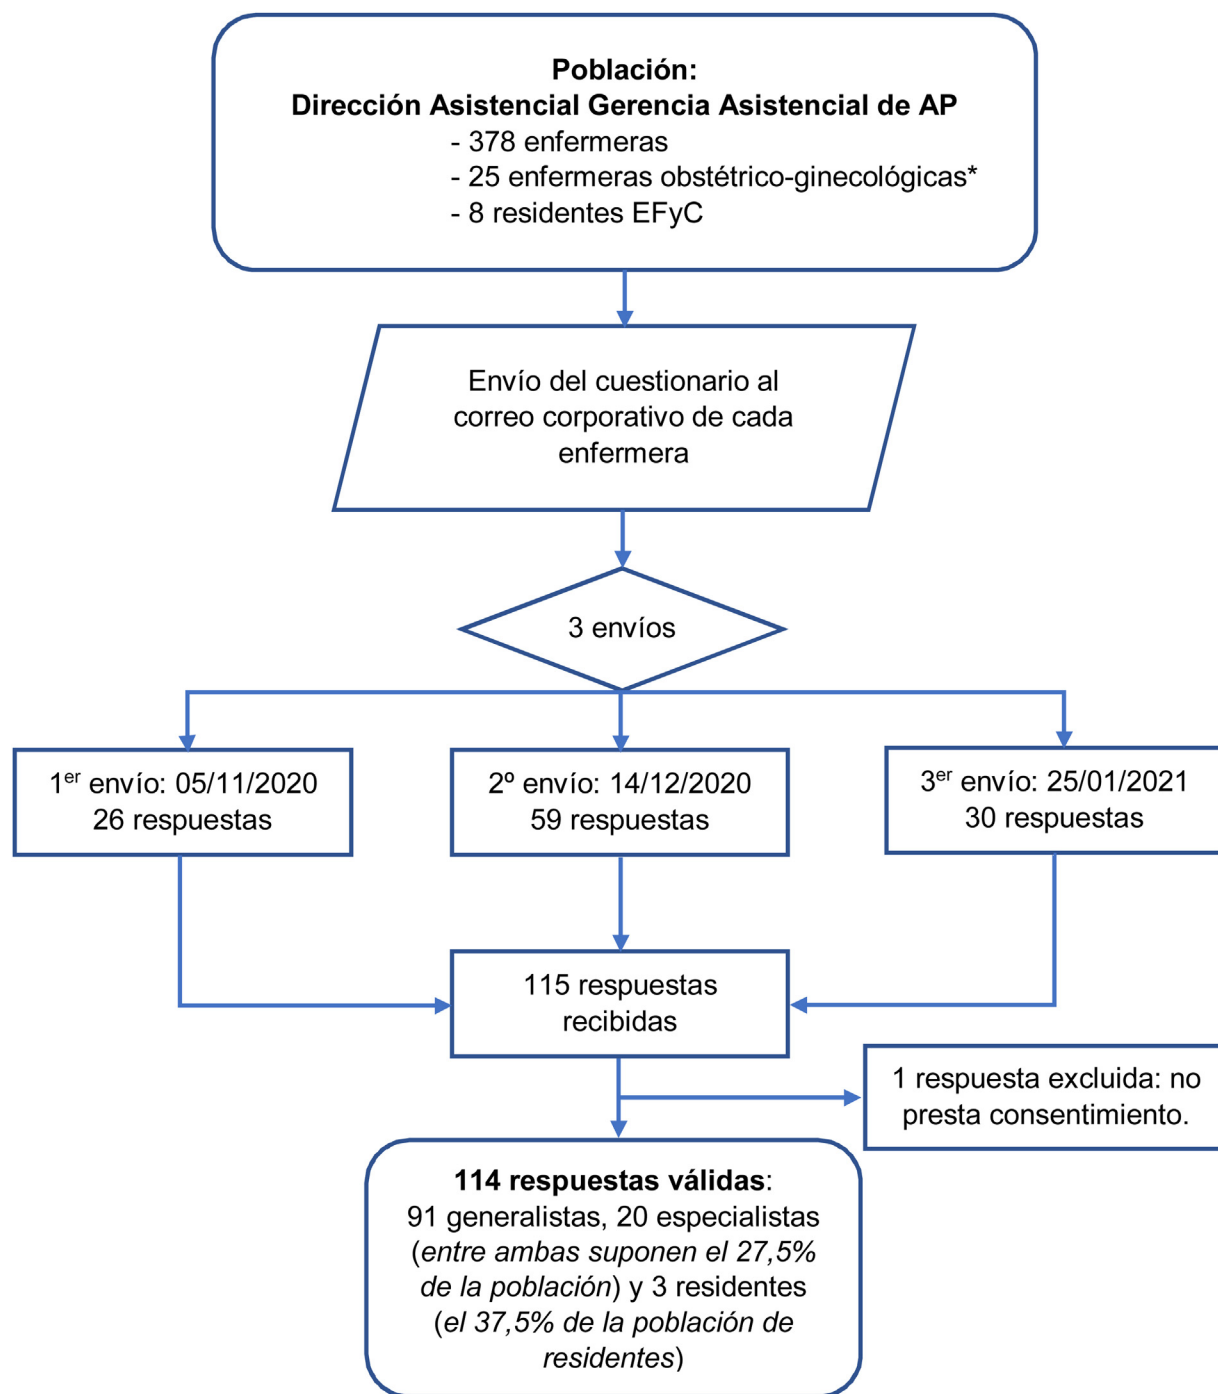 Población:
Dirección Asistencial Gerencia Asistencial de AP
- 378 enfermeras
- 25 enfermeras obstétrico-ginecológicas*
- 8 residentes EFyC
Envío del cuestionario al
correo corporativo de cada
enfermera
3 envíos
1er envío: 05/11/2020
26 respuestas
2º envío: 14/12/2020
59 respuestas
3er envío: 25/01/2021
30 respuestas
115 respuestas
recibidas
1 respuesta excluida: no
presta consentimiento.
114 respuestas válidas:
91 generalistas, 20 especialistas
(entre ambas suponen el 27,5%
de la población) y 3 residentes
(el 37,5% de la población de
residentes)